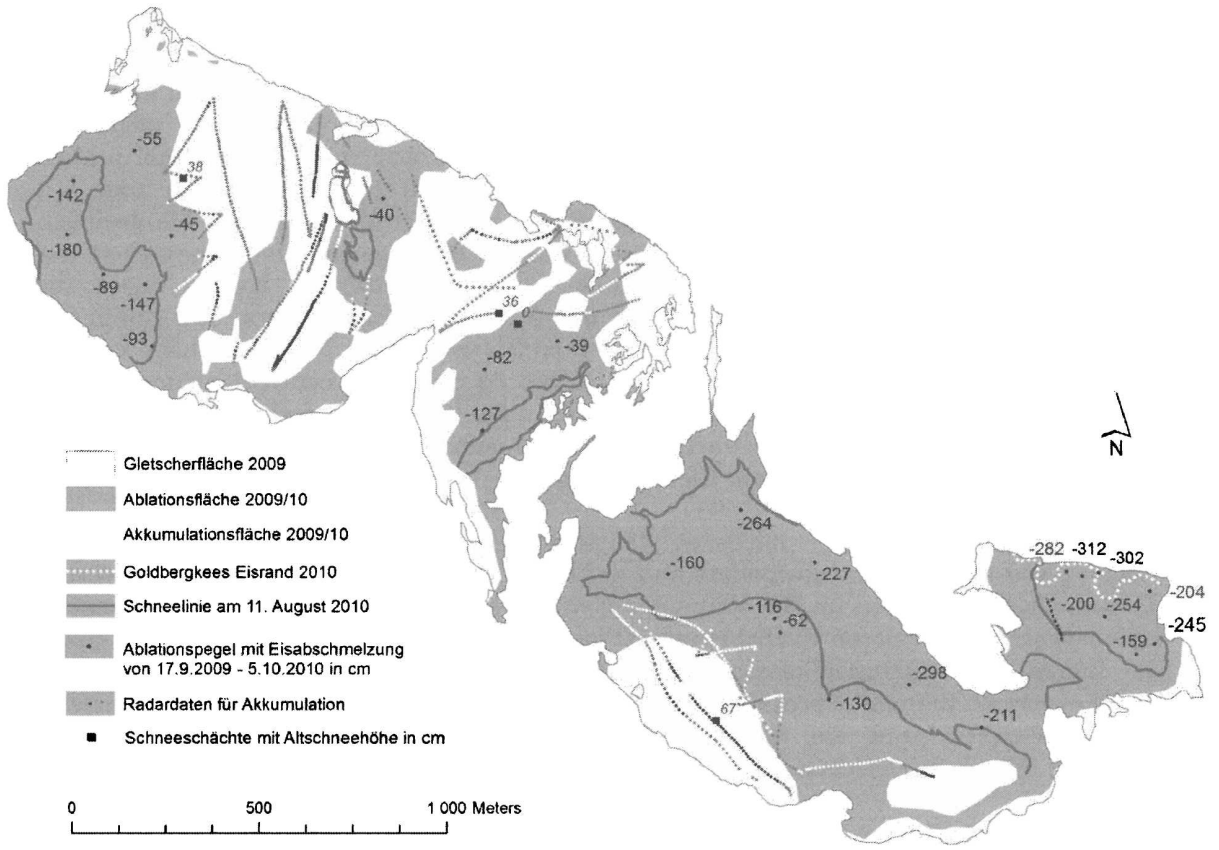 -55
38
-142
-40
-45
-180
-89
-147
36
0
-93
-39
-82
-127
N
Gletscherfläche 2009
Ablationsfläche 2009/10
Akkumulationsfläche 2009/10
Goldbergkees Eisrand 2010
Schneelinie am 11. August 2010
Ablationspegel mit Eisabschmelzung
von 17.9.2009 - 5.10.2010 in cm
Radardaten für Akkumulation
Schneeschächte mit Altschneehöhe in cm
0 500 1 000 Meters
-264
-160
-227
-116
-62
-298
-130
67
-211
-282 -312 -302
-204
-200 -254
-245
-159